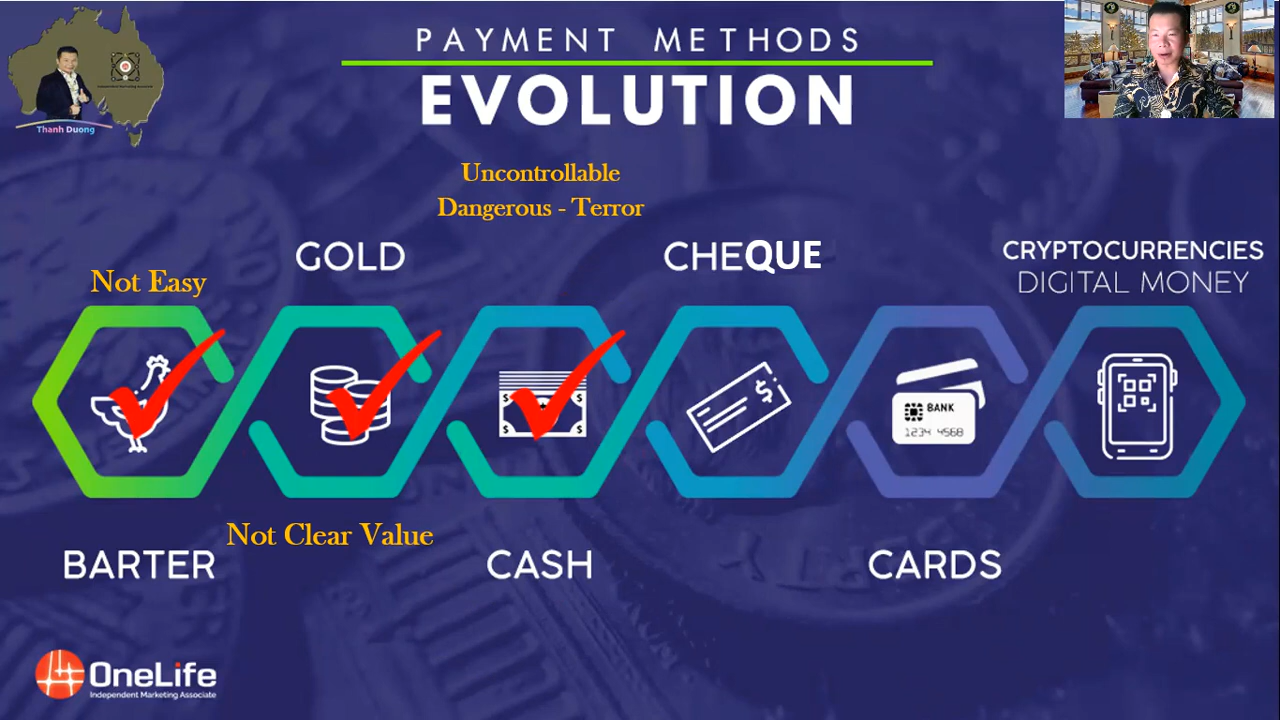 PAYMENT METHODS
EVOLUTION
Thanh Duong
Uncontrollable
Dangerous - Terror
GOLD
CHEQUE
CRYPTOCURRENCIES
DIGITAL MONEY
Not Easy
$ $
$ $
$
BANK
1234 4568
Not Clear Value
BARTER
CASH
CARDS
OneLife
Independent Marketing Associate